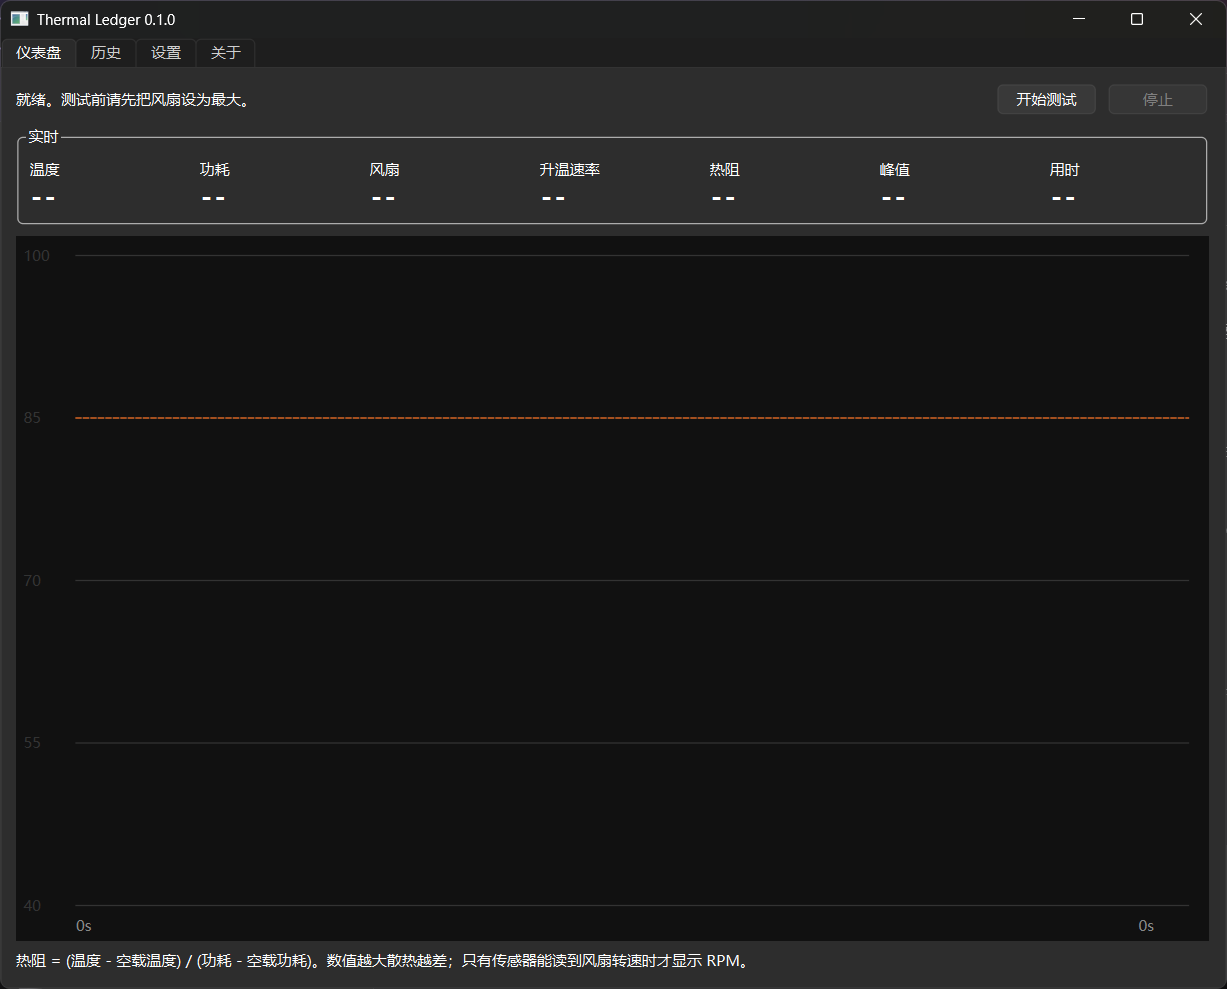 Thermal Ledger 0.1.0
仪表盘 历史 设置 关于
就绪。测试前请先把风扇设为最大。 开始测试 停止
实时
温度 功耗 风扇 升温速率 热阻 峰值 用时
-- -- -- -- -- -- --
100
85
70
55
40
0s 0s
热阻 = (温度 - 空载温度) / (功耗 - 空载功耗)。数值越大散热越差；只有传感器能读到风扇转速时才显示 RPM。